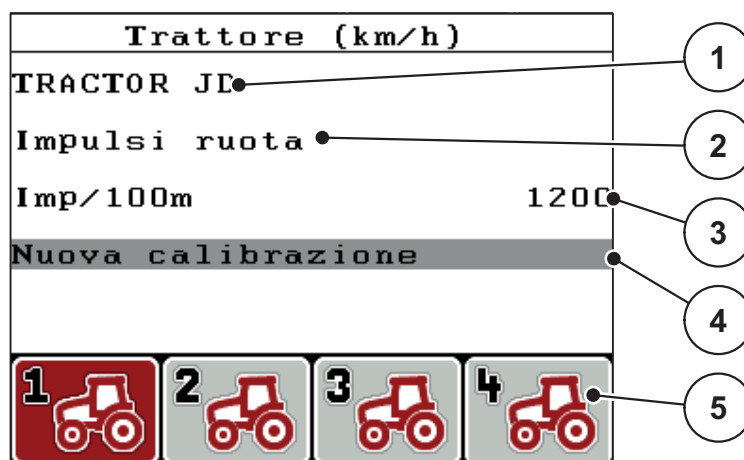 Trattore (km/h)
TRACTOR JD
1
Impulsi ruota
2
Imp/100m 1200
3
Nuova calibrazione
4
1 2 3 4
5